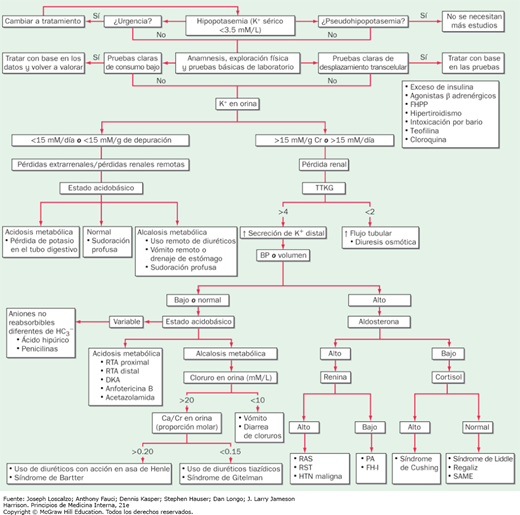 Cambiar a tratamiento
Sí
¿Urgencia?
Hipopotasemia (K+ sérico
<3.5 mM/L)
¿Pseudohipopotasemia?
Sí
No se necesitan
más estudios
No
No
Tratar con base en los
datos y volver a valorar
Sí
Pruebas claras de
consumo bajo
Anamnesis, exploración física
y pruebas básicas de laboratorio
Pruebas claras de
desplazamiento transcelular
Sí
Tratar con base
en las pruebas
No
No
• Exceso de insulina
• Agonistas β adrenérgicos
• FHPP
• Hipertiroidismo
• Intoxicación por bario
• Teofilina
• Cloroquina
K+ en orina
<15 mM/día o <15 mM/g de depuración
>15 mM/g Cr o >15 mM/día
Pérdidas extrarrenales/pérdidas renales remotas
Pérdida renal
Estado acidobásico
TTKG
>4
<2
Acidosis metabólica
• Pérdida de potasio
en el tubo digestivo
Normal
• Sudoración
profusa
Alcalosis metabólica
• Uso remoto de diuréticos
• Vómito remoto o
drenaje de estómago
• Sudoración profusa
↑ Secreción de K+ distal
↑ Flujo tubular
• Diuresis osmótica
BP o volumen
Bajo o normal
Alto
Aniones no
reabsorbibles
diferentes de HC3−
• Ácido hipúrico
• Penicilinas
Variable
Estado acidobásico
Aldosterona
Acidosis metabólica
• RTA proximal
• RTA distal
• DKA
• Anfotericina B
• Acetazolamida
Alcalosis metabólica
Alto
Bajo
Cloruro en orina (mM/L)
Renina
Cortisol
>20
<10
Ca/Cr en orina
(proporción molar)
• Vómito
• Diarrea
de cloruros
Alto
Bajo
Alto
Normal
>0.20
<0.15
• RAS
• RST
• HTN maligna
• PA
• FH-I
• Síndrome
de Cushing
• Síndrome de Liddle
• Regaliz
• SAME
• Uso de diuréticos con acción en asa de Henle
• Síndrome de Bartter
• Uso de diuréticos tiazídicos
• Síndrome de Gitelman
Fuente: Joseph Loscalzo; Anthony Fauci; Dennis Kasper; Stephen Hauser; Dan Longo; J. Larry Jameson
Harrison. Principios de Medicina Interna, 21e
Copyright © McGraw Hill Education. Todos los derechos reservados.